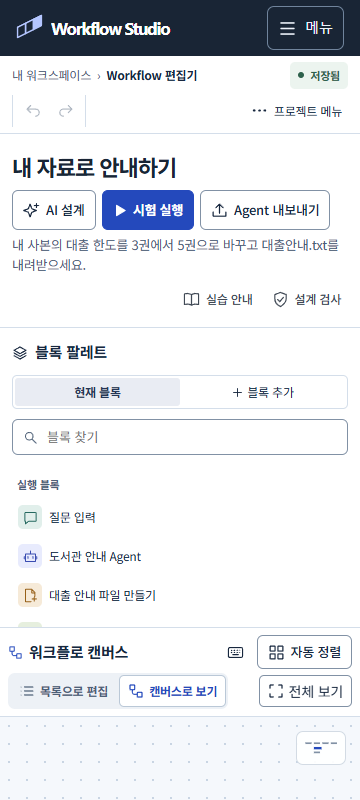 Workflow Studio
메뉴
내 워크스페이스 › Workflow 편집기
저장됨
프로젝트 메뉴
내 자료로 안내하기
AI 설계
시험 실행
Agent 내보내기
내 사본의 대출 한도를 3권에서 5권으로 바꾸고 대출안내.txt를
내려받으세요.
실습 안내
설계 검사
블록 팔레트
현재 블록
+ 블록 추가
블록 찾기
실행 블록
질문 입력
도서관 안내 Agent
대출 안내 파일 만들기
워크플로 캔버스
자동 정렬
목록으로 편집
캔버스로 보기
전체 보기